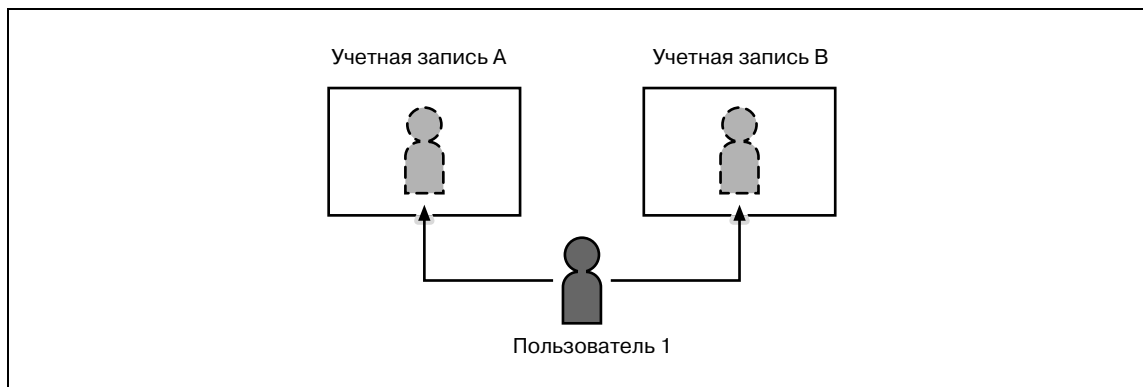 Учетная запись A
Учетная запись B
Пользователь 1